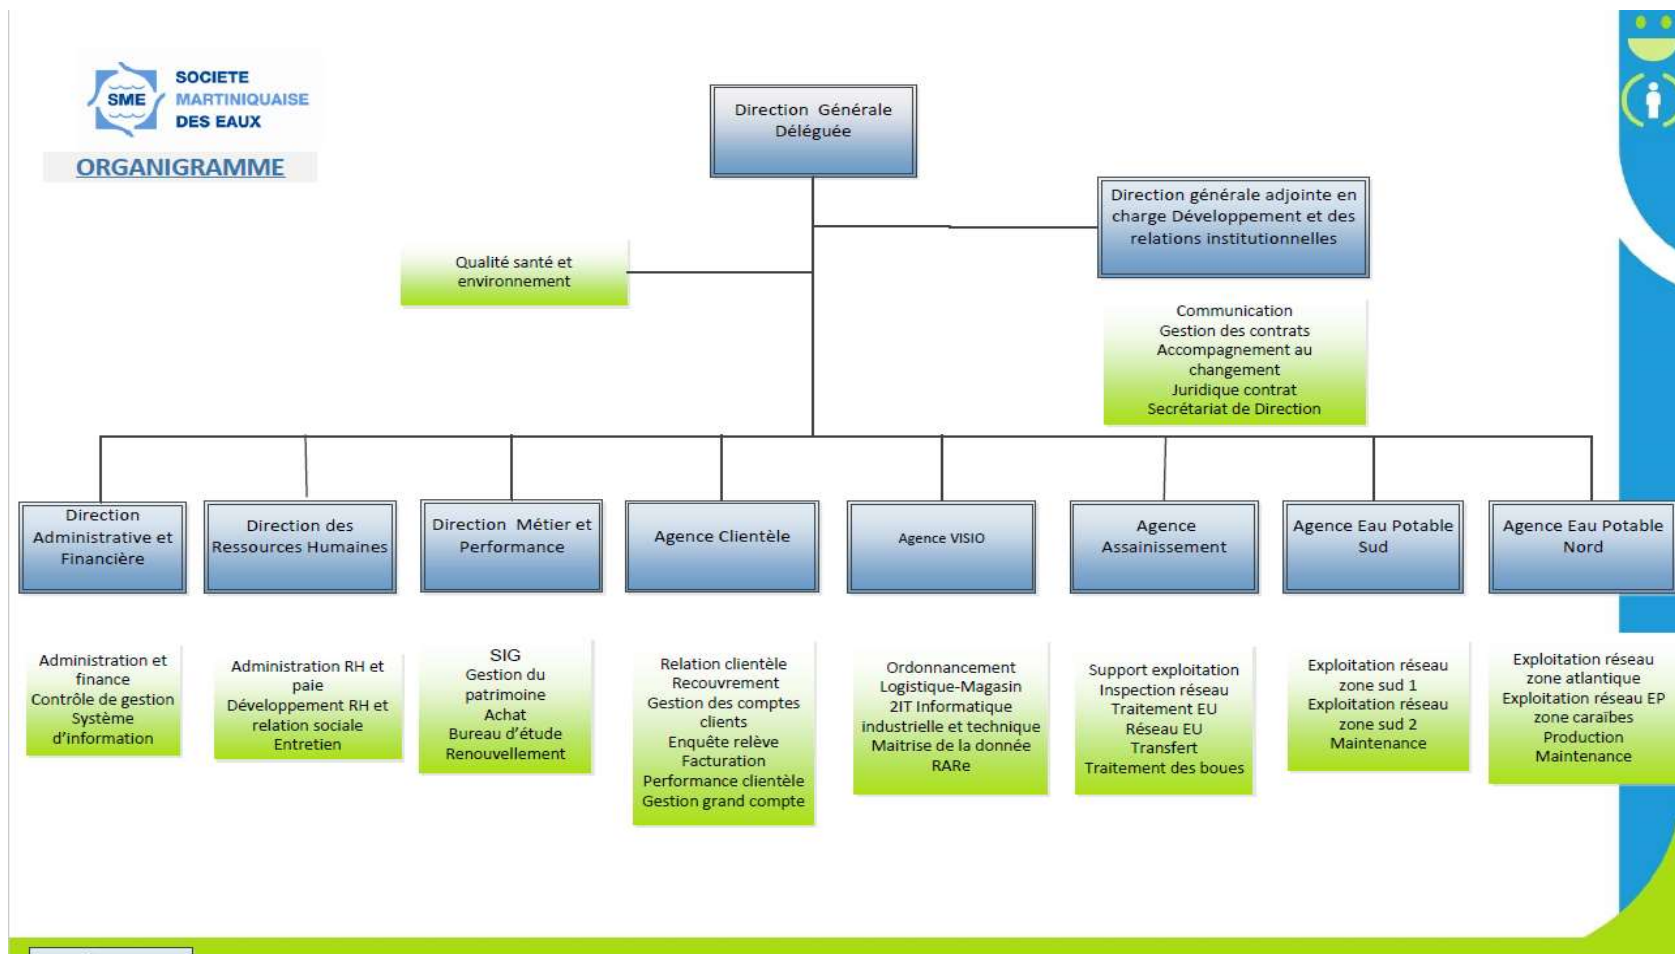 SME
SOCIETE
MARTINIQUAISE
DES EAUX
ORGANIGRAMME
Direction Générale
Déléguée
Direction générale adjointe en
charge Développement et des
relations institutionnelles
Qualité santé et
environnement
Communication
Gestion des contrats
Accompagnement au
changement
Juridique contrat
Secrétariat de Direction
Direction
Administrative et
Financière
Direction des
Ressources Humaines
Direction Métier et
Performance
Agence Clientèle
Agence VISIO
Agence
Assainissement
Agence Eau Potable
Sud
Agence Eau Potable
Nord
Administration et
finance
Contrôle de gestion
Système
d'information
Administration RH et
paie
Développement RH et
relation sociale
Entretien
SIG
Gestion du
patrimoine
Achat
Bureau d'étude
Renouvellement
Relation clientèle
Recouvrement
Gestion des comptes
clients
Enquête relève
Facturation
Performance clientèle
Gestion grand compte
Ordonnancement
Logistique-Magasin
2IT Informatique
industrielle et technique
Maitrise de la donnée
RARe
Support exploitation
Inspection réseau
Traitement EU
Réseau EU
Transfert
Traitement des boues
Exploitation réseau
zone sud 1
Exploitation réseau
zone sud 2
Maintenance
Exploitation réseau
zone atlantique
Exploitation réseau EP
zone caraïbes
Production
Maintenance